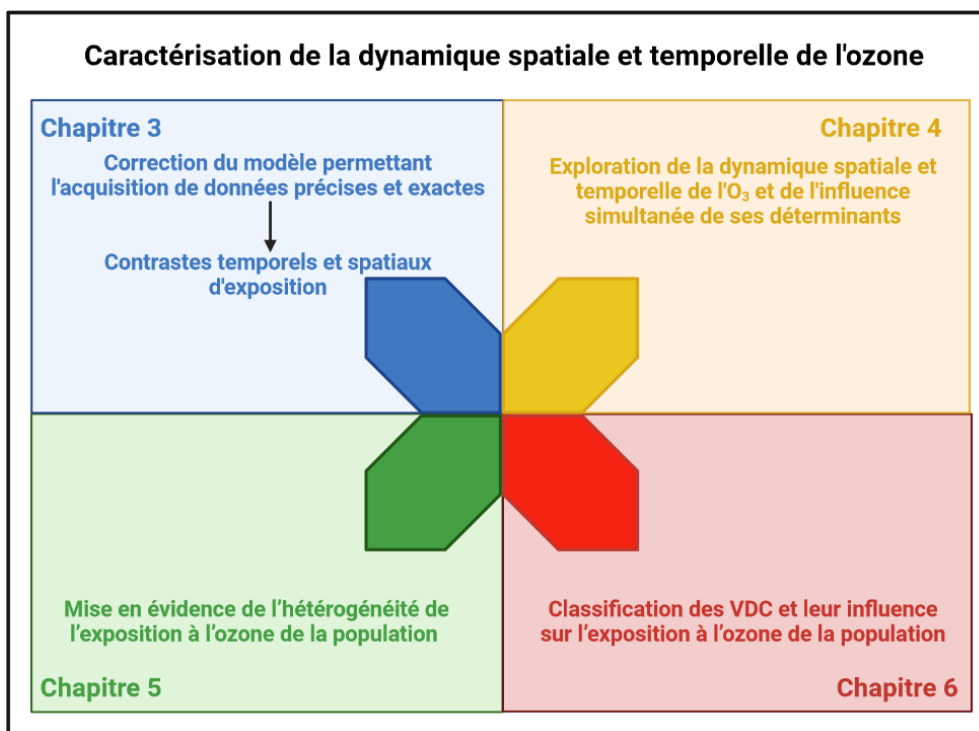 Caractérisation de la dynamique spatiale et temporelle de l'ozone
Chapitre 3
Correction du modèle permettant
l'acquisition de données précises et exactes
Contrastes temporels et spatiaux
d'exposition
Chapitre 4
Exploration de la dynamique spatiale et
temporelle de l'O₃ et de l'influence
simultanée de ses déterminants
Mise en évidence de l’hétérogénéité de
l’exposition à l’ozone de la population
Chapitre 5
Classification des VDC et leur influence
sur l’exposition à l’ozone de la population
Chapitre 6